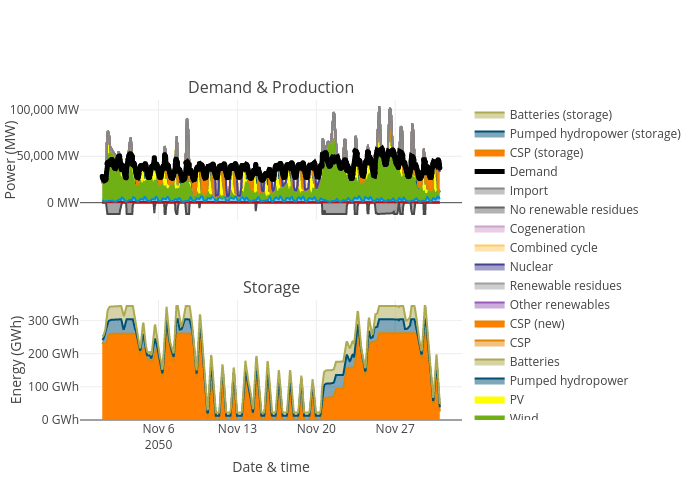 Demand & Production
100,000 MW
50,000 MW
0 MW
Power (MW)
Batteries (storage)
Pumped hydropower (storage)
CSP (storage)
Demand
Import
No renewable residues
Cogeneration
Combined cycle
Nuclear
Renewable residues
Other renewables
CSP (new)
CSP
Batteries
Pumped hydropower
PV
Wind
Storage
300 GWh
200 GWh
100 GWh
0 GWh
Energy (GWh)
Nov 6
2050
Nov 13
Nov 20
Nov 27
Date & time